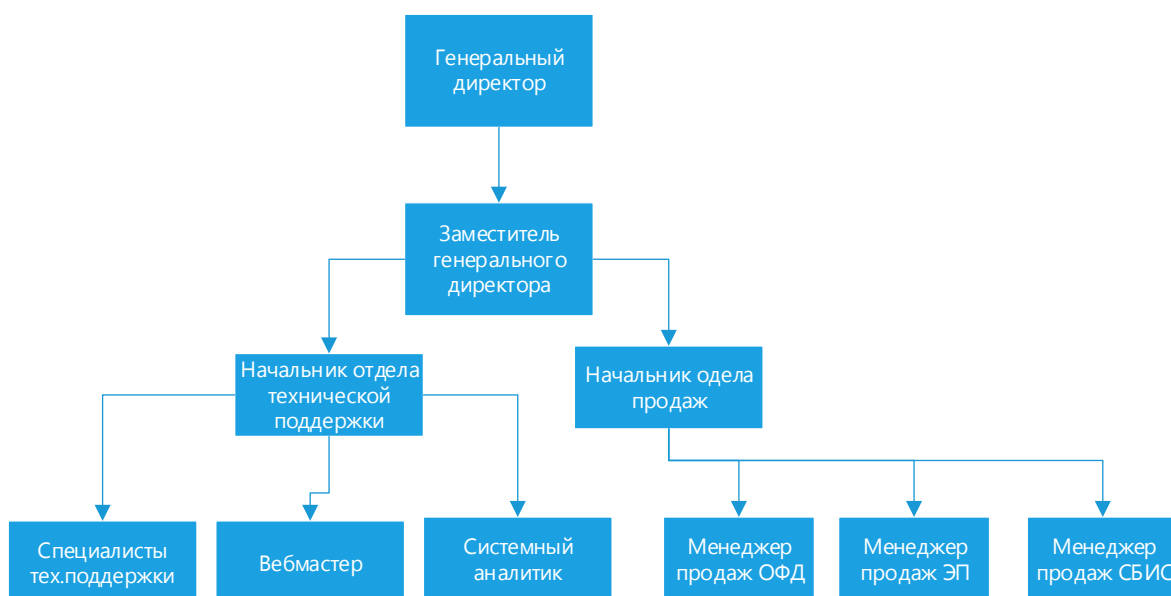 Генеральный
директор
Заместитель
генерального
директора
Начальник отдела
технической
поддержки
Начальник одела
продаж
Специалисты
тех.поддержки
Вебмастер
Системный
аналитик
Менеджер
продаж ОФД
Менеджер
продаж ЭП
Менеджер
продаж СБИС